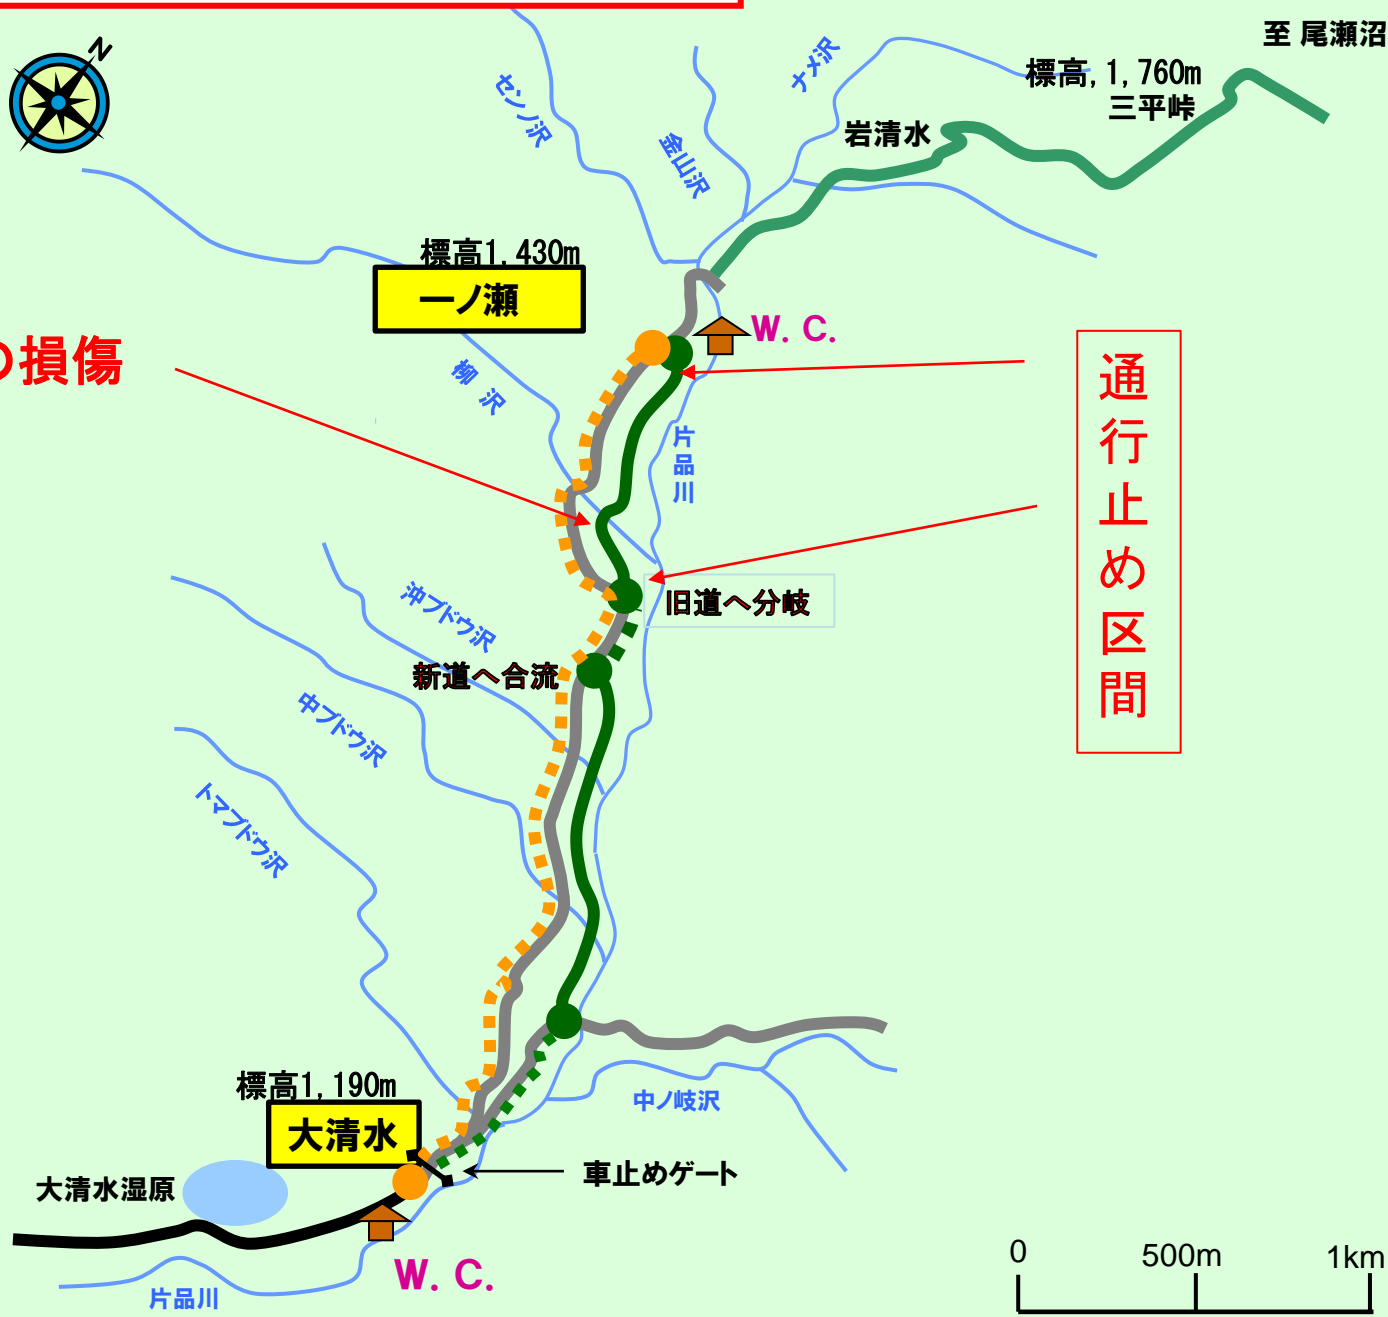 至 尾瀬沼
N
標高,1,760m
三平峠
センノ沢
ナメ沢
金山沢
岩清水
標高1,430m
一ノ瀬
W. C.
の損傷
柳 沢
片品川
通行止め区間
沖ブドウ沢
旧道へ分岐
新道へ合流
中ブドウ沢
トマブドウ沢
標高1,190m
大清水
中ノ岐沢
車止めゲート
大清水湿原
W. C.
片品川
0 500m 1km